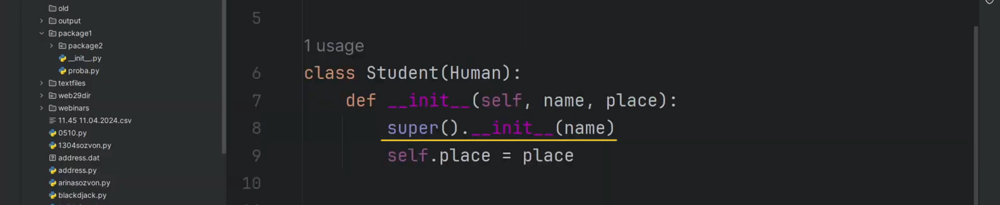 old
output
package1
package2
__init__.py
proba.py
textfiles
web29dir
webinars
11.45 11.04.2024.csv
0510.py
1304sozvon.py
address.dat
address.py
arinasozvon.py
blackdjack.py
5
1 usage
6 class Student(Human):
7 def __init__(self, name, place):
8 super().__init__(name)
9 self.place = place
10